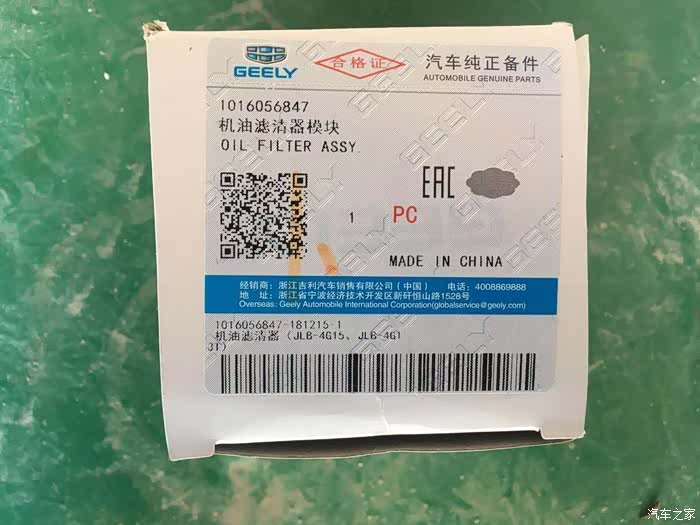 GEELY
合格证
汽车纯正备件
AUTOMOBILE GENUINE PARTS
1016056847
机油滤清器模块
OIL FILTER ASSY.
EAC
1 PC
MADE IN CHINA
经销商：浙江吉利汽车销售有限公司（中国） 电话：4008869888
地 址：浙江省宁波经济技术开发区新矸恒山路1528号
Overseas: Geely Automobile International Corporation(globalservice@geely.com)
1016056847-181215-1
机油滤清器（JLB-4G15、JLB-4G1
3T）
汽车之家